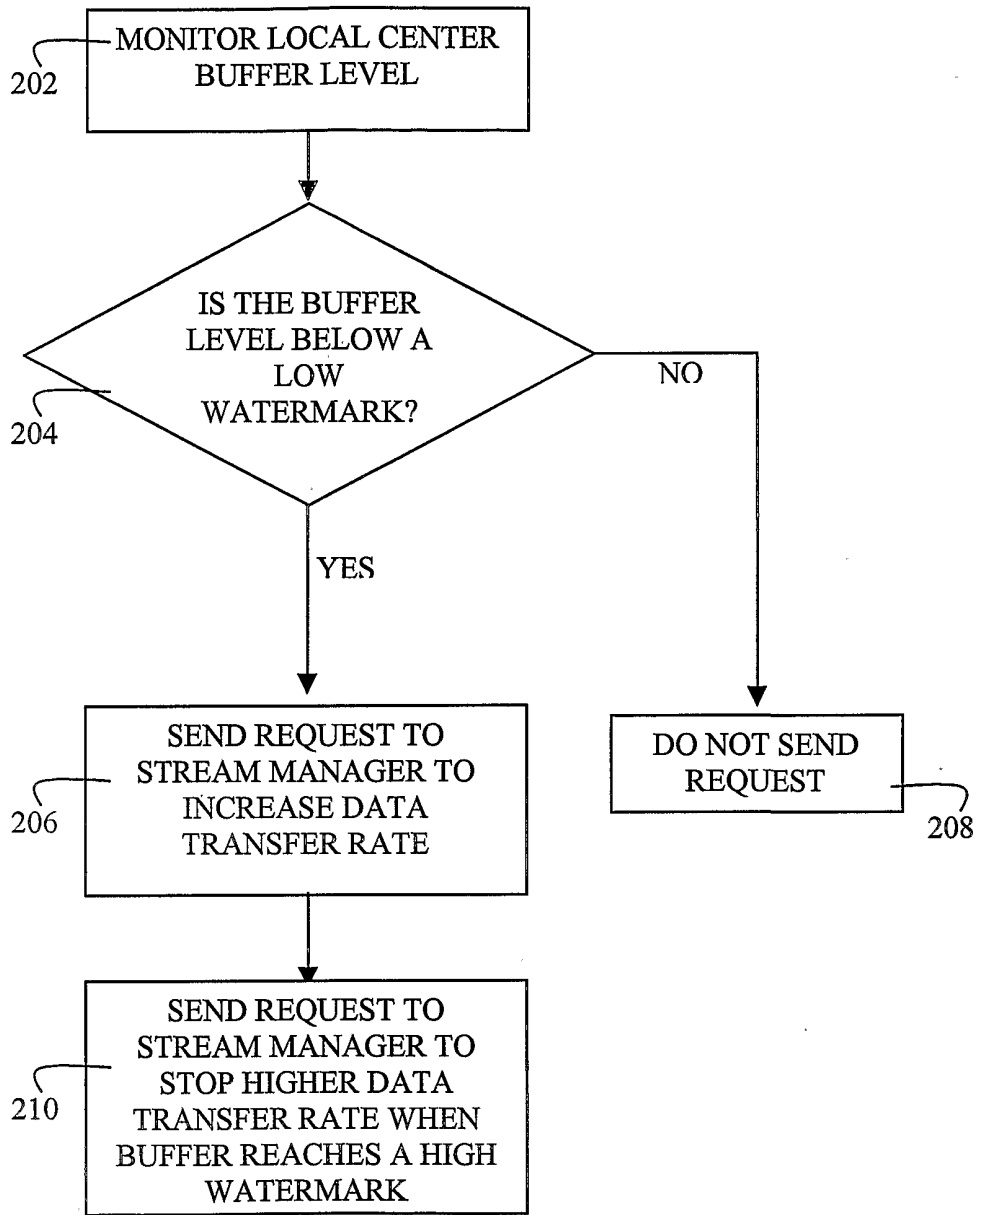 MONITOR LOCAL CENTER
BUFFER LEVEL
202
IS THE BUFFER
LEVEL BELOW A
LOW
WATERMARK?
204
NO
YES
SEND REQUEST TO
STREAM MANAGER TO
INCREASE DATA
TRANSFER RATE
206
DO NOT SEND
REQUEST
208
SEND REQUEST TO
STREAM MANAGER TO
STOP HIGHER DATA
TRANSFER RATE WHEN
BUFFER REACHES A HIGH
WATERMARK
210